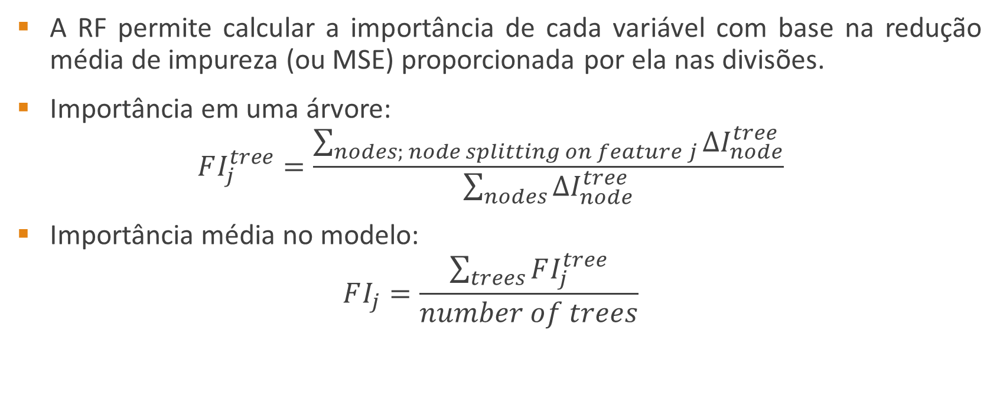 ▪ A RF permite calcular a importância de cada variável com base na redução
média de impureza (ou MSE) proporcionada por ela nas divisões.
▪ Importância em uma árvore:
$FI_j^{tree} = \frac{\sum_{nodes; node splitting on feature j} \Delta I_{node}^{tree}}{\sum_{nodes} \Delta I_{node}^{tree}}$
▪ Importância média no modelo:
$FI_j = \frac{\sum_{trees} FI_j^{tree}}{number of trees}$